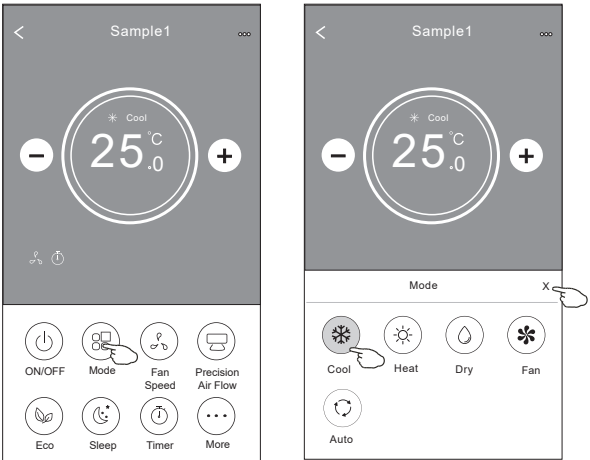 Sample1
Cool
25.0°C
ON/OFF
Mode
Fan Speed
Precision Air Flow
Eco
Sleep
Timer
More
Sample1
Cool
25.0°C
Mode
X
Cool
Heat
Dry
Fan
Auto